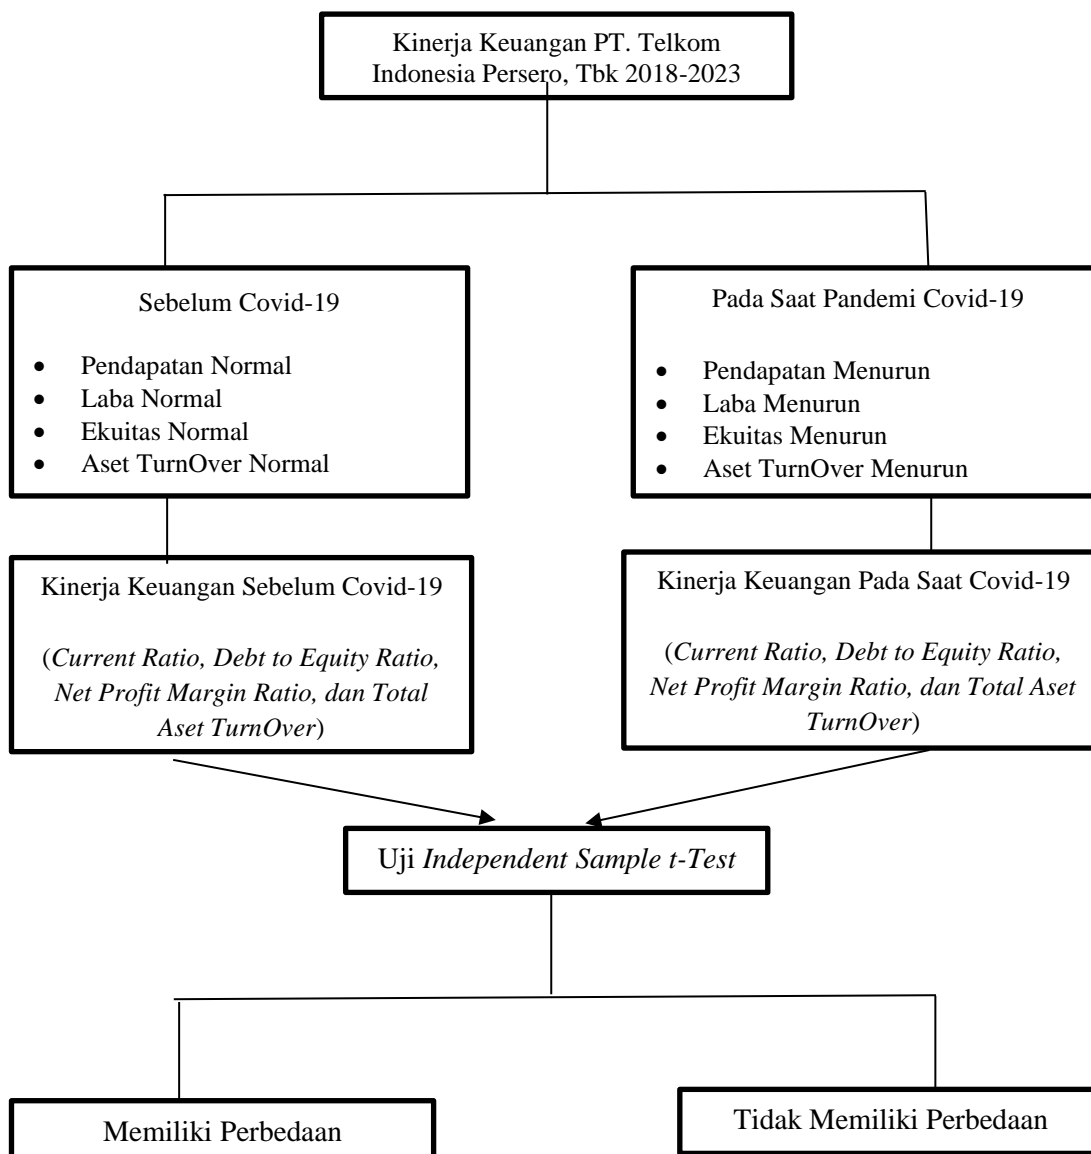 Kinerja Keuangan PT. Telkom
Indonesia Persero, Tbk 2018-2023
Sebelum Covid-19
• Pendapatan Normal
• Laba Normal
• Ekuitas Normal
• Aset TurnOver Normal
Pada Saat Pandemi Covid-19
• Pendapatan Menurun
• Laba Menurun
• Ekuitas Menurun
• Aset TurnOver Menurun
Kinerja Keuangan Sebelum Covid-19
(Current Ratio, Debt to Equity Ratio,
Net Profit Margin Ratio, dan Total
Aset TurnOver)
Kinerja Keuangan Pada Saat Covid-19
(Current Ratio, Debt to Equity Ratio,
Net Profit Margin Ratio, dan Total Aset
TurnOver)
Uji Independent Sample t-Test
Memiliki Perbedaan
Tidak Memiliki Perbedaan